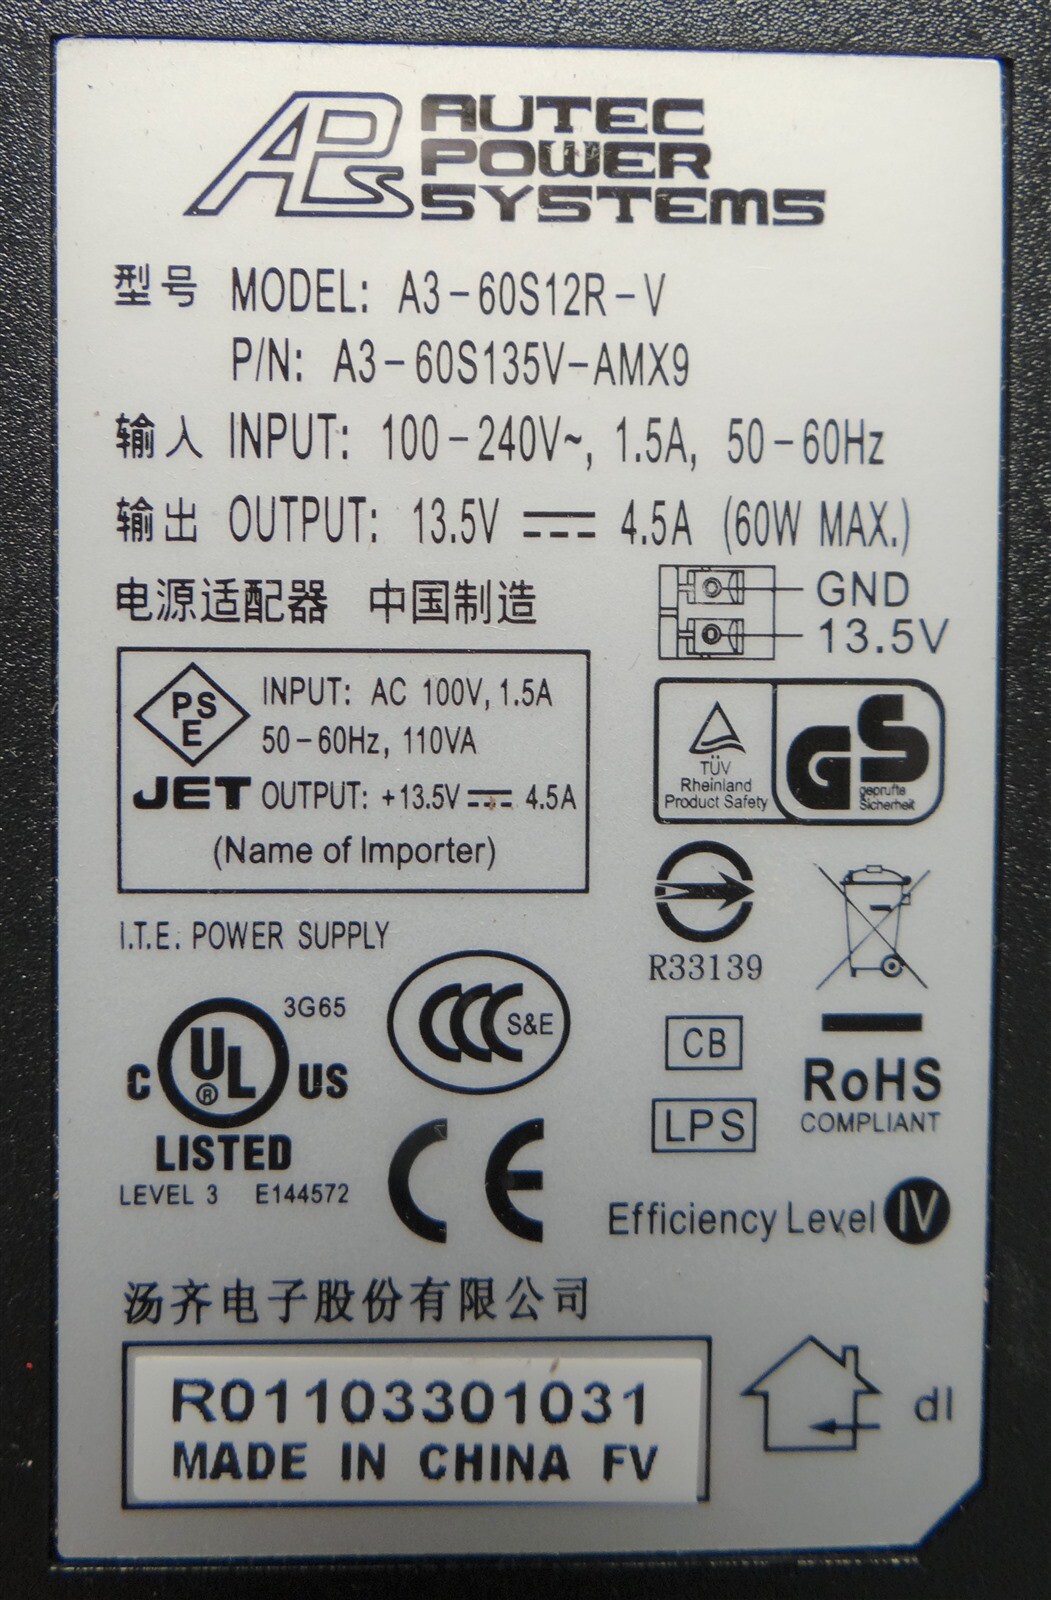 APS AUTEC
POWER
SYSTEMS
型号 MODEL: A3-60S12R-V
P/N: A3-60S135V-AMX9
输入 INPUT: 100-240V~, 1.5A, 50-60Hz
输出 OUTPUT: 13.5V ⎓ 4.5A (60W MAX.)
电源适配器 中国制造
GND
13.5V
PS
E
INPUT: AC 100V, 1.5A
50-60Hz, 110VA
JET OUTPUT: +13.5V ⎓ 4.5A
(Name of Importer)
TÜV
Rheinland
Product Safety
GS
geprüfte
Sicherheit
R33139
I.T.E. POWER SUPPLY
3G65
C UL ® US
LISTED
LEVEL 3 E144572
CCC S&E
CE
CB
LPS
RoHS
COMPLIANT
Efficiency Level IV
汤齐电子股份有限公司
R01103301031
MADE IN CHINA FV
dl